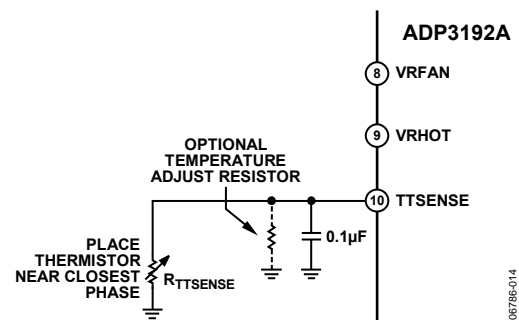 ADP3192A
8 VRFAN
9 VRHOT
OPTIONAL
TEMPERATURE
ADJUST RESISTOR
10 TTSENSE
0.1µF
PLACE
THERMISTOR
NEAR CLOSEST
PHASE
RTTSENSE
06786-014